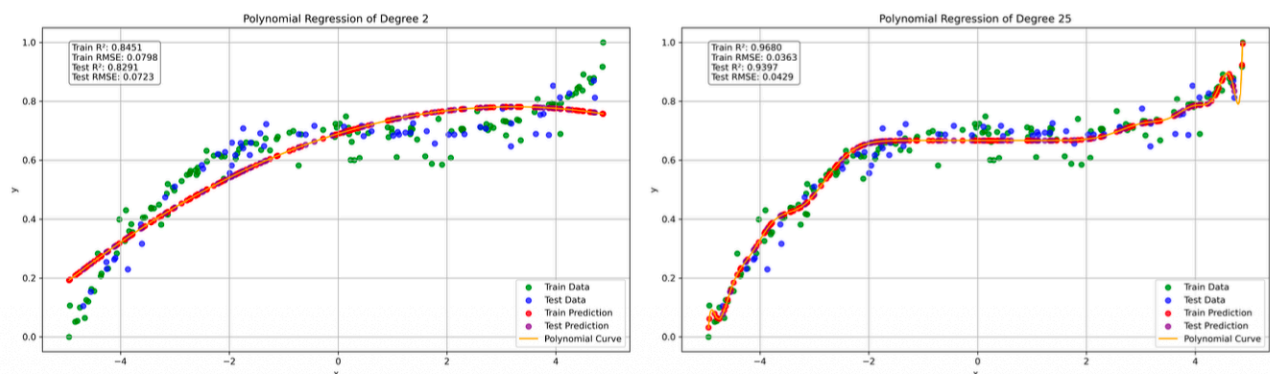 Polynomial Regression of Degree 2
Train R²: 0.8451
Train RMSE: 0.0798
Test R²: 0.8291
Test RMSE: 0.0723
1.0
0.8
0.6
0.4
0.2
0.0
y
−4
−2
0
2
4
Train Data
Test Data
Train Prediction
Test Prediction
Polynomial Curve
Polynomial Regression of Degree 25
Train R²: 0.9680
Train RMSE: 0.0363
Test R²: 0.9397
Test RMSE: 0.0429
1.0
0.8
0.6
0.4
0.2
0.0
y
−4
−2
0
2
4
Train Data
Test Data
Train Prediction
Test Prediction
Polynomial Curve